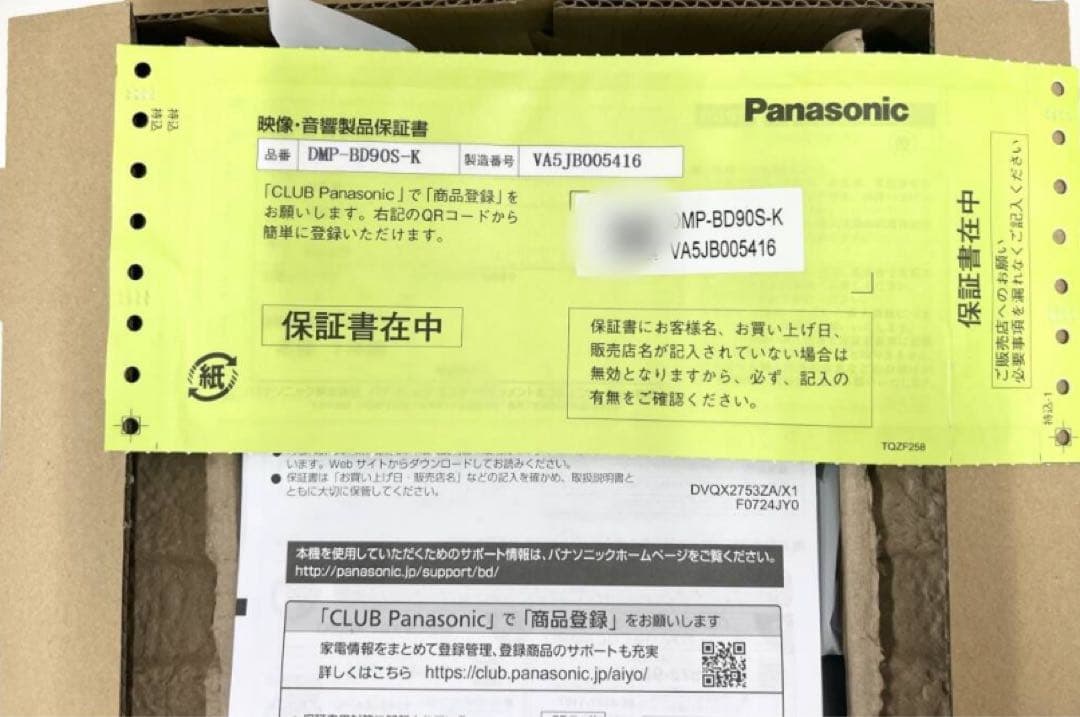 Panasonic
映像・音響製品保証書
品番 DMP-BD90S-K 製造番号 VA5JB005416
「CLUB Panasonic」で「商品登録」を
お願いします。右記のQRコードから
簡単に登録いただけます。
DMP-BD90S-K
VA5JB005416
保証書在中
紙
保証書にお客様名、お買い上げ日、
販売店名が記入されていない場合は
無効となりますから、必ず、記入の
有無をご確認ください。
TQZF258
保証書在中
ご販売店へのお願い
必要事項を漏れなくご記入ください
持込
持込
持込-1
います。Web サイトからダウンロードしてお読みください。
●保証書は「お買い上げ日・販売店名」などの記入を確かめ、取扱説明書と
ともに大切に保管してください。
DVQX2753ZA/X1
F0724JY0
本機を使用していただくためのサポート情報は、パナソニックホームページをご覧ください。
http://panasonic.jp/support/bd/
「CLUB Panasonic」で「商品登録」をお願いします
家電情報をまとめて登録管理、登録商品のサポートも充実
詳しくはこちら https://club.panasonic.jp/aiyo/